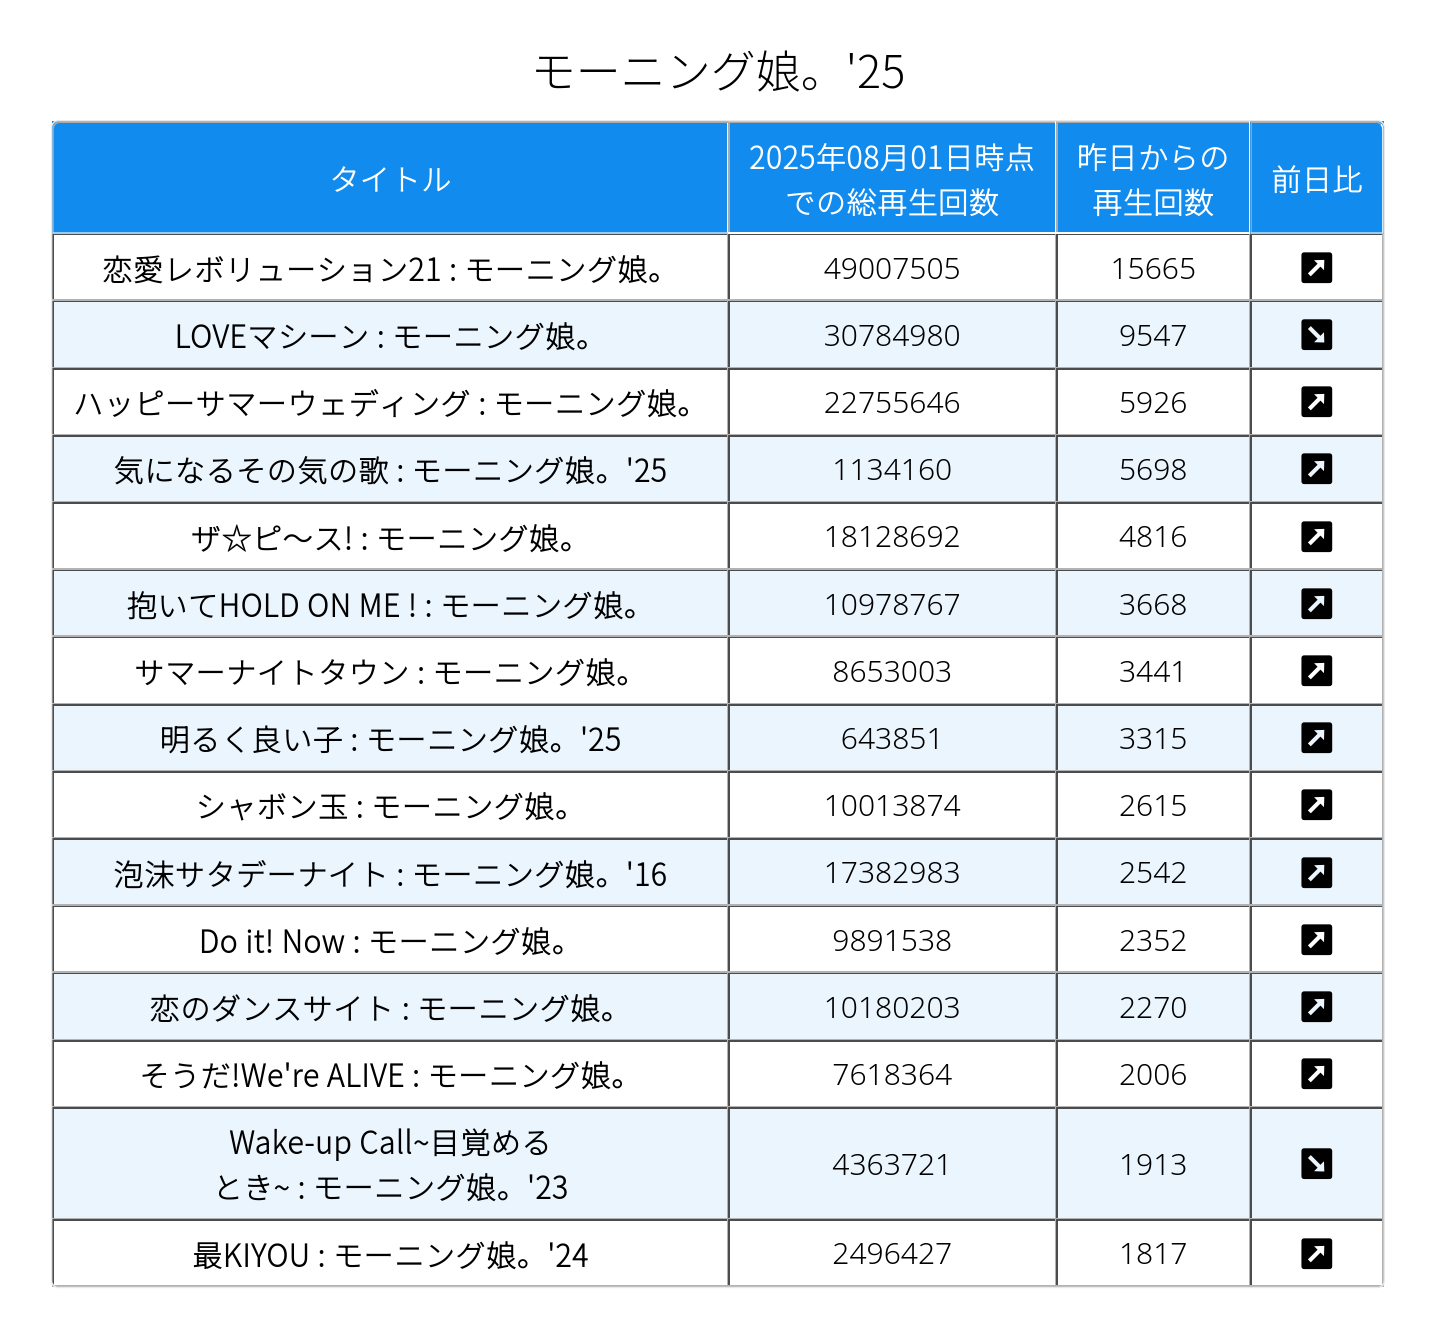 モーニング娘。'25
タイトル
2025年08月01日時点
での総再生回数
昨日からの
再生回数
前日比
恋愛レボリューション21 : モーニング娘。 49007505 15665
LOVEマシーン : モーニング娘。 30784980 9547
ハッピーサマーウェディング : モーニング娘。 22755646 5926
気になるその気の歌 : モーニング娘。'25 1134160 5698
ザ☆ピ〜ス! : モーニング娘。 18128692 4816
抱いてHOLD ON ME ! : モーニング娘。 10978767 3668
サマーナイトタウン : モーニング娘。 8653003 3441
明るく良い子 : モーニング娘。'25 643851 3315
シャボン玉 : モーニング娘。 10013874 2615
泡沫サタデーナイト : モーニング娘。'16 17382983 2542
Do it! Now : モーニング娘。 9891538 2352
恋のダンスサイト : モーニング娘。 10180203 2270
そうだ!We're ALIVE : モーニング娘。 7618364 2006
Wake-up Call~目覚める
とき~ : モーニング娘。'23 4363721 1913
最KIYOU : モーニング娘。'24 2496427 1817